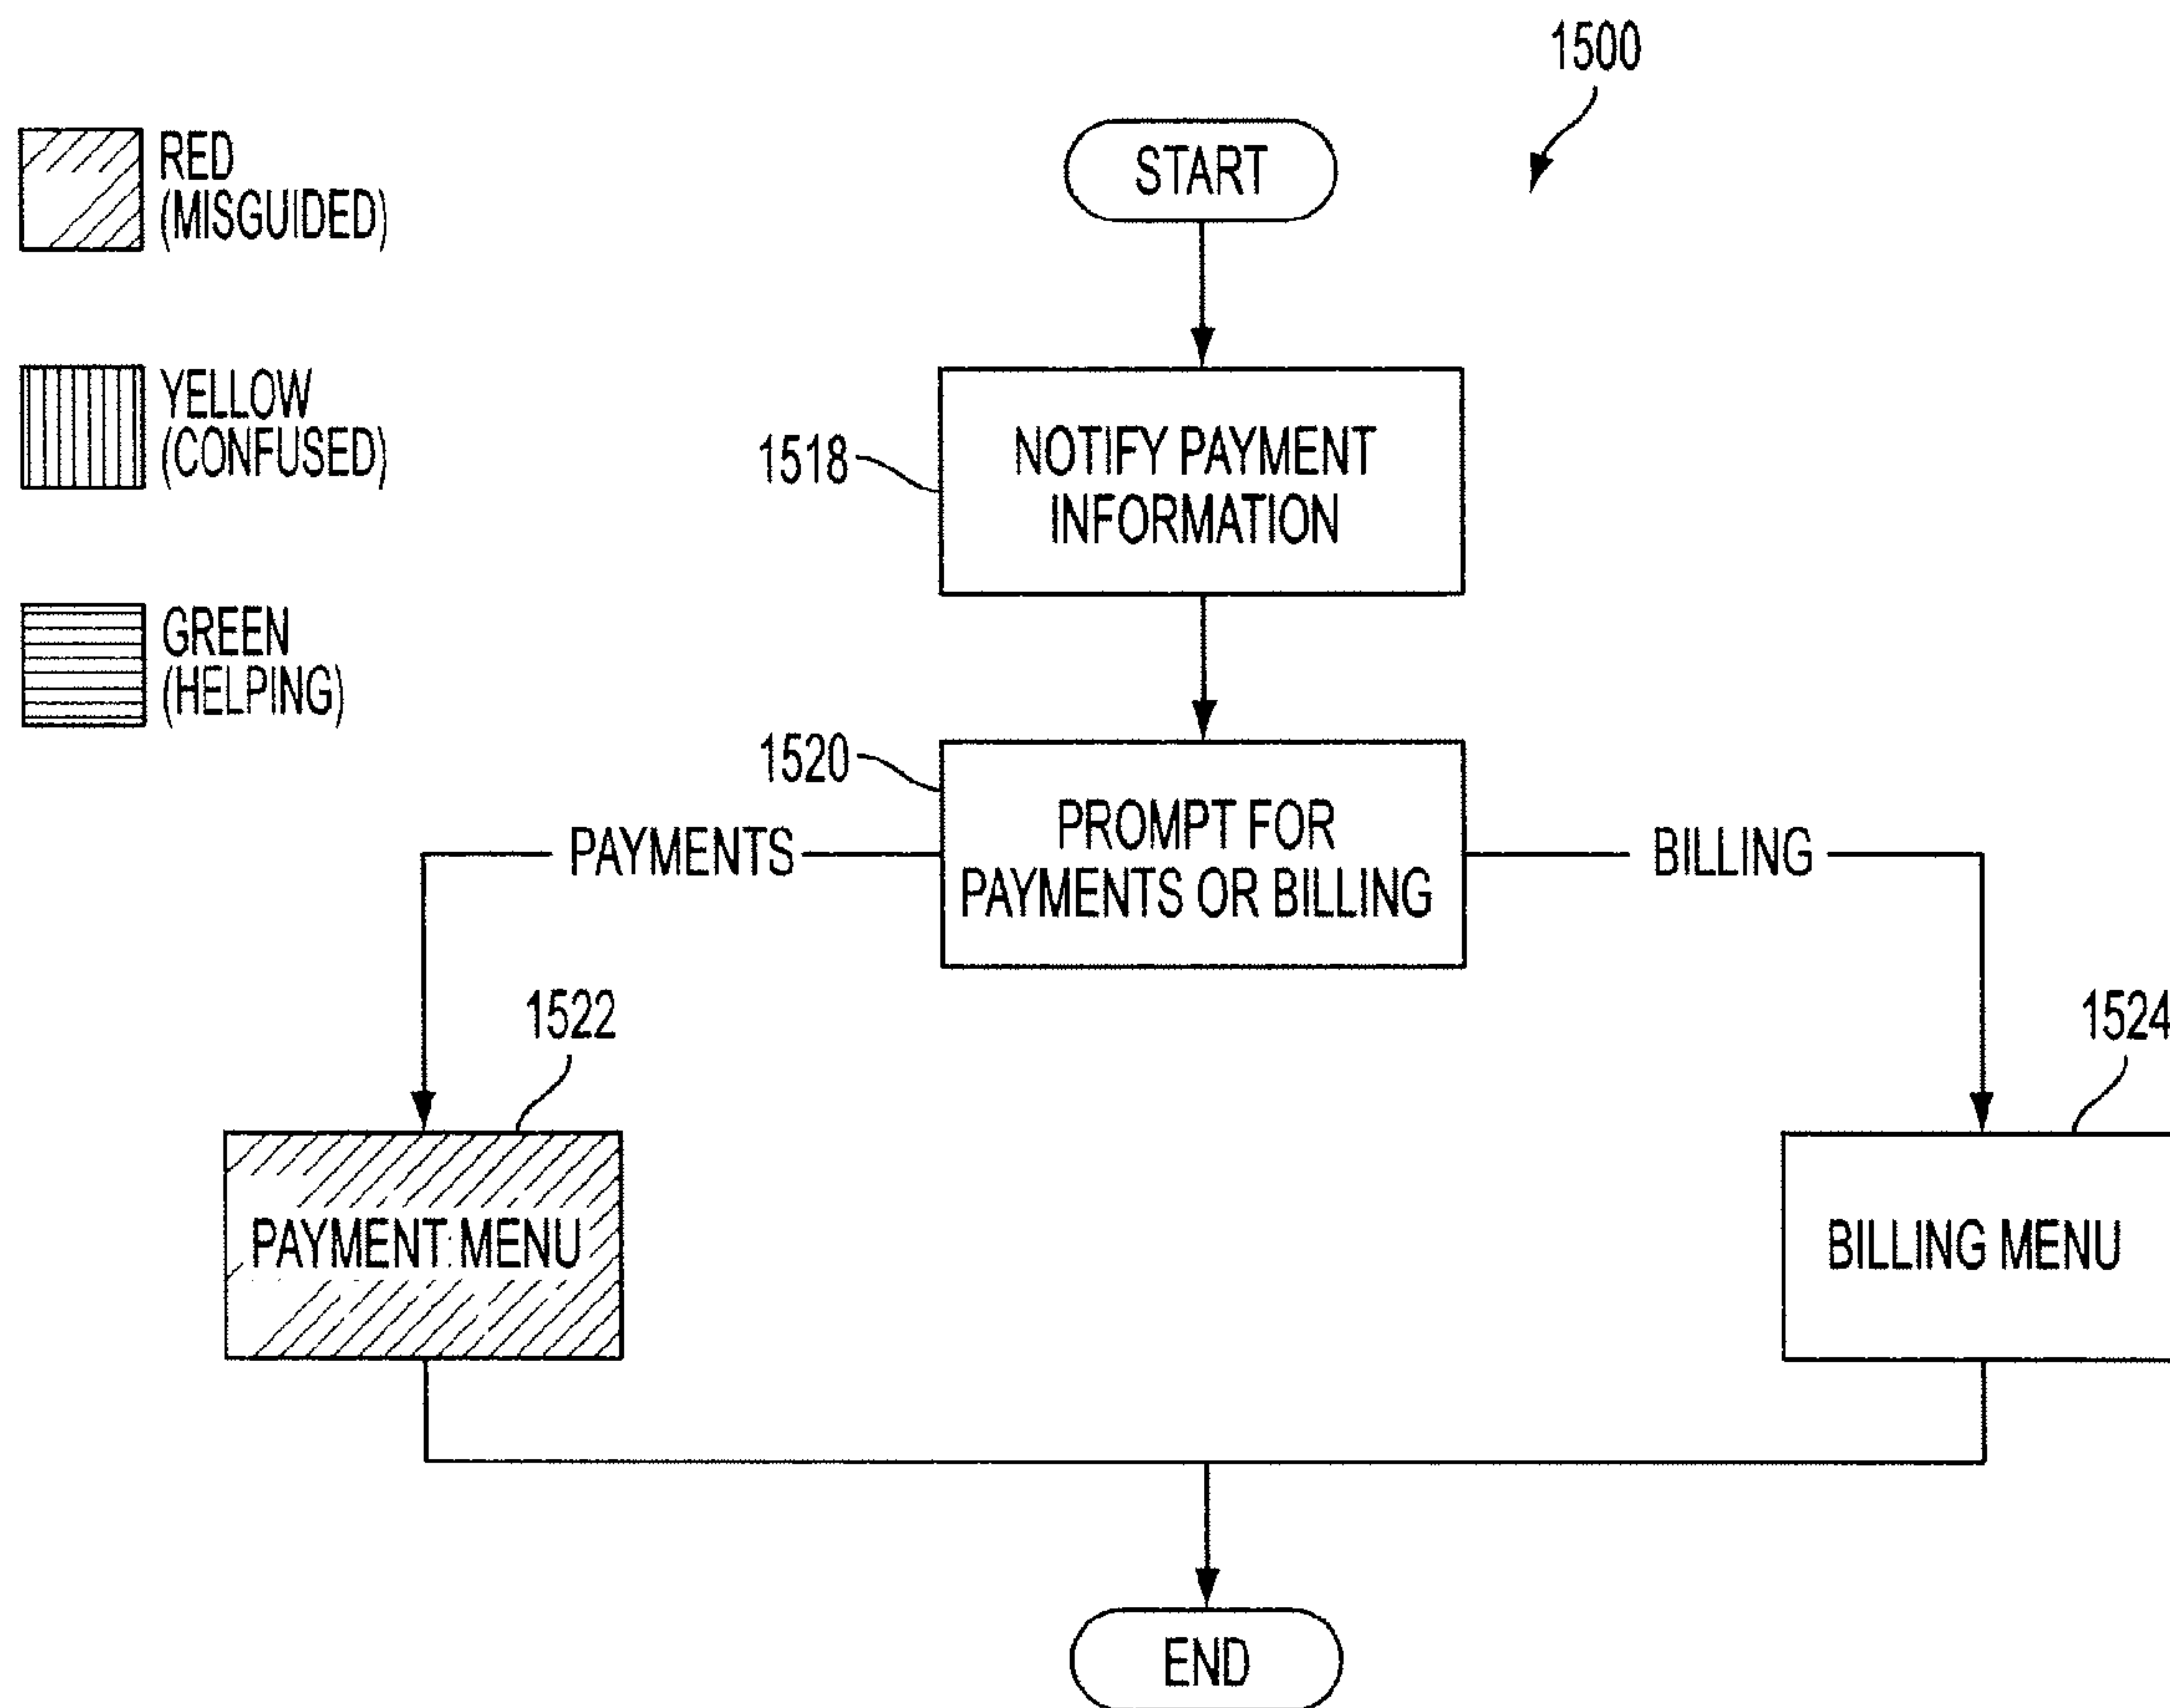 1500
START
RED
(MISGUIDED)
YELLOW
(CONFUSED)
1518
NOTIFY PAYMENT
INFORMATION
GREEN
(HELPING)
1520
PROMPT FOR
PAYMENTS OR BILLING
PAYMENTS
BILLING
1522
1524
PAYMENT MENU
BILLING MENU
END